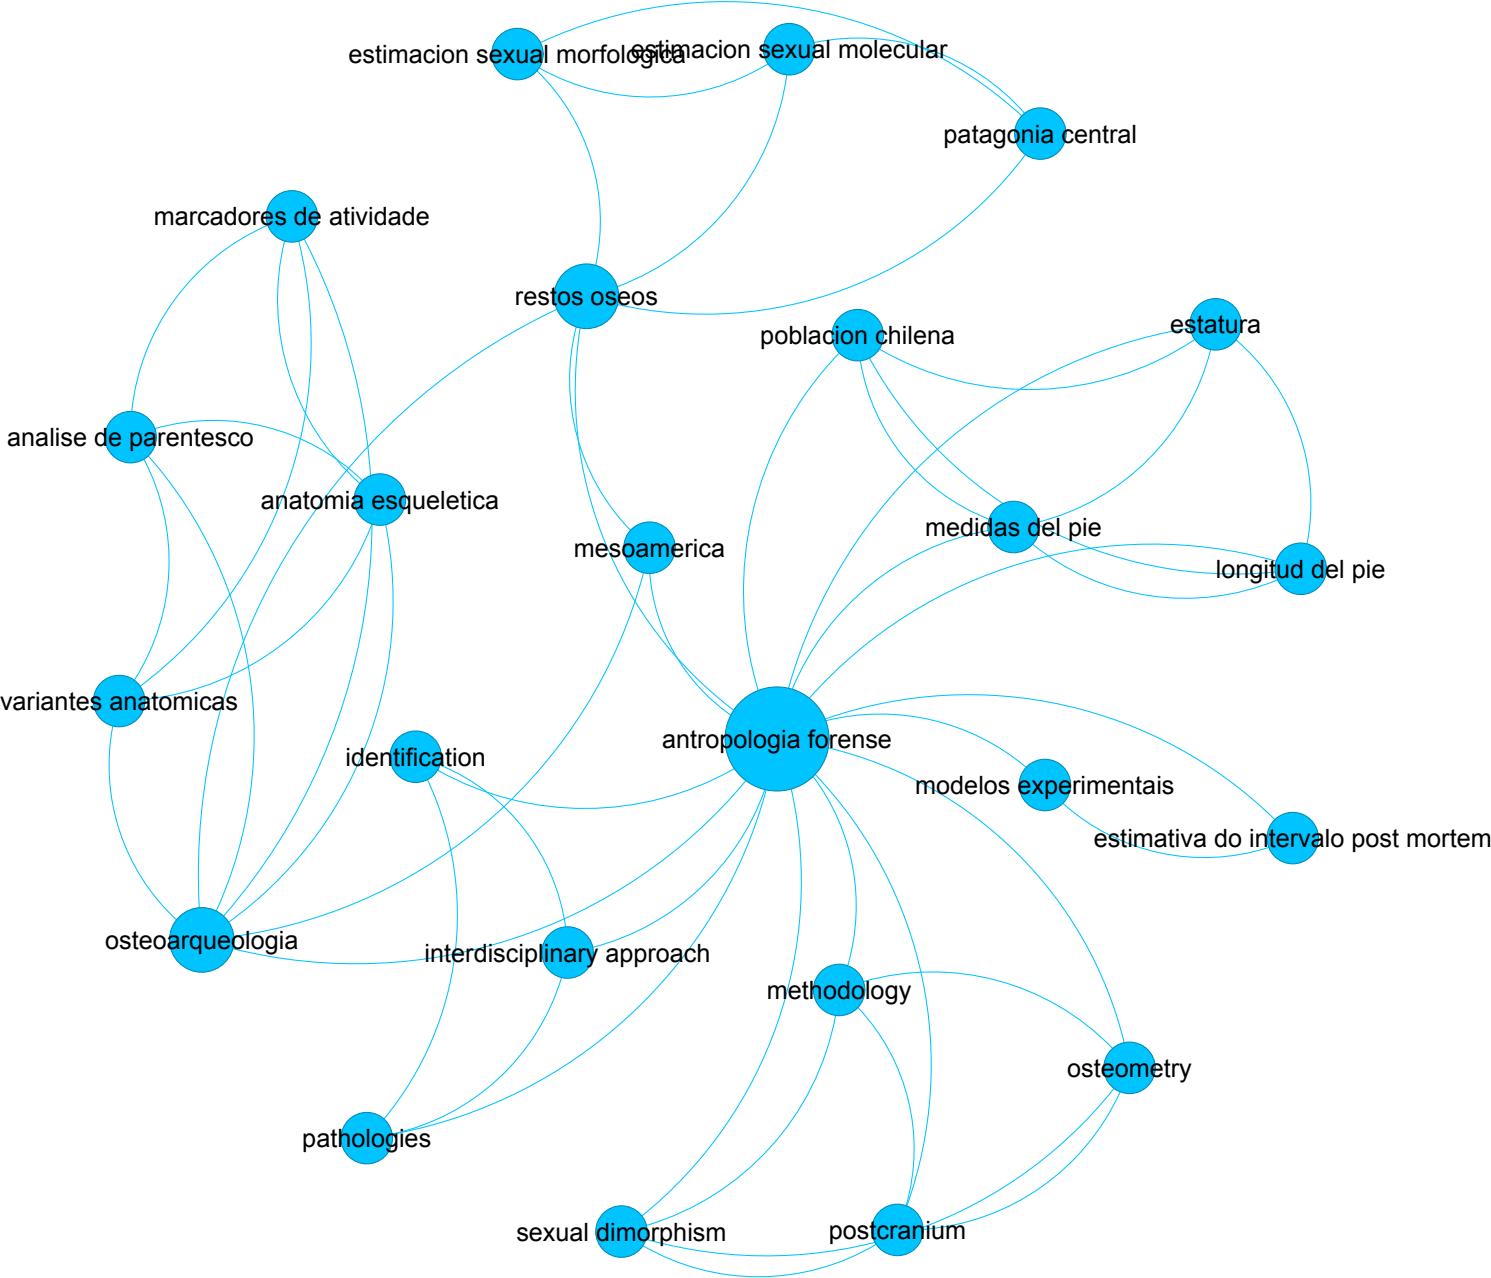 estimacion sexual morfologica
estimacion sexual molecular
patagonia central
marcadores de atividade
restos oseos
poblacion chilena
estatura
analise de parentesco
anatomia esqueletica
medidas del pie
mesoamerica
longitud del pie
variantes anatomicas
identification
antropologia forense
modelos experimentais
estimativa do intervalo post mortem
osteoarqueologia
interdisciplinary approach
methodology
osteometry
pathologies
sexual dimorphism
postcranium